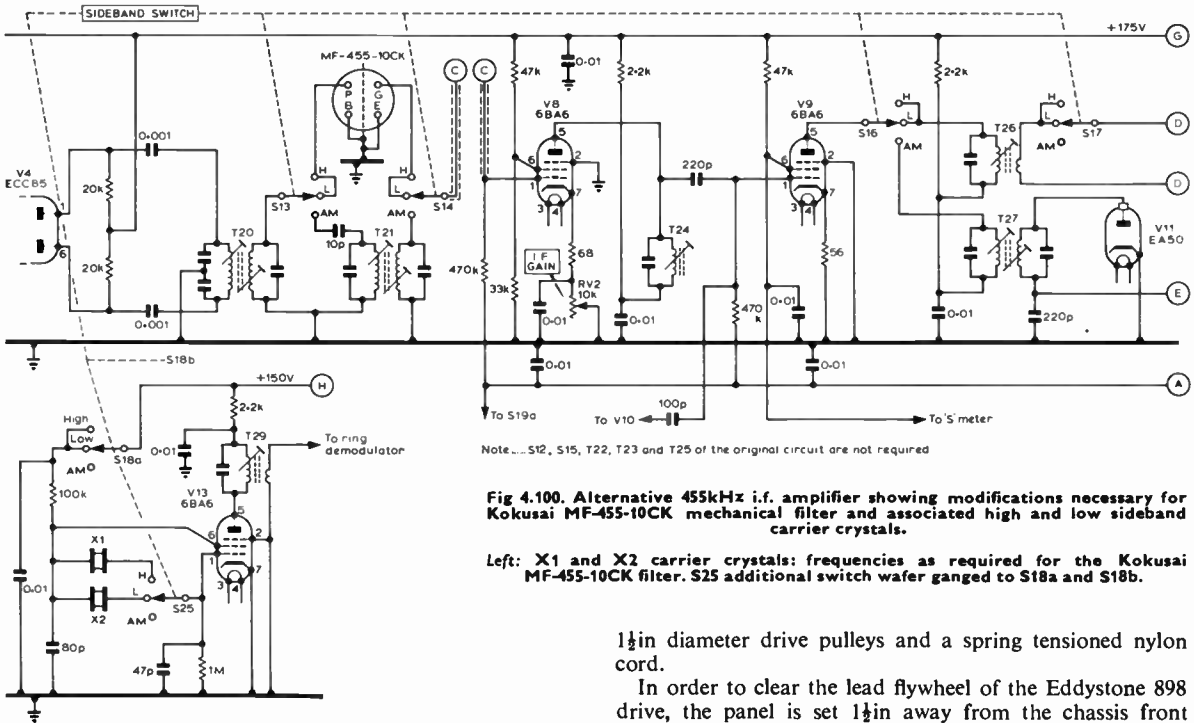 SIDEBAND SWITCH
+175V
G
MF-455-10CK
C
C
47k
0·01
2·2k
47k
2·2k
P
B
G
E
V8
6BA6
V9
6BA6
H
L
S16
AM
T26
H
L
S17
AM
D
D
0·001
V4
ECC85
20k
6
20k
0·001
T20
S13
H
L
AM
10p
T21
H
L
AM
S14
5
6
1
2
7
3
4
220p
5
6
1
2
7
3
4
470k
33k
68
I F
GAIN
RV2
10k
0·01
T24
0·01
470
k
0·01
56
T27
V11
EA50
0·01
220p
E
0·01
0·01
A
S18b
+150V
H
2·2k
High
Low
AM
S18a
0·01
T29
To ring
demodulator
V13
6BA6
100k
5
6
1
2
7
3
4
X1
H
L
X2
AM
S25
0·01
80p
47p
1M
To S19a
To V10
100p
To 'S' meter
Note....S12, S15, T22, T23 and T25 of the original circuit are not required
Fig 4.100. Alternative 455kHz i.f. amplifier showing modifications necessary for
Kokusai MF-455-10CK mechanical filter and associated high and low sideband
carrier crystals.
Left: X1 and X2 carrier crystals: frequencies as required for the Kokusai
MF-455-10CK filter. S25 additional switch wafer ganged to S18a and S18b.
1½in diameter drive pulleys and a spring tensioned nylon
cord.
In order to clear the lead flywheel of the Eddystone 898
drive, the panel is set 1½in away from the chassis front